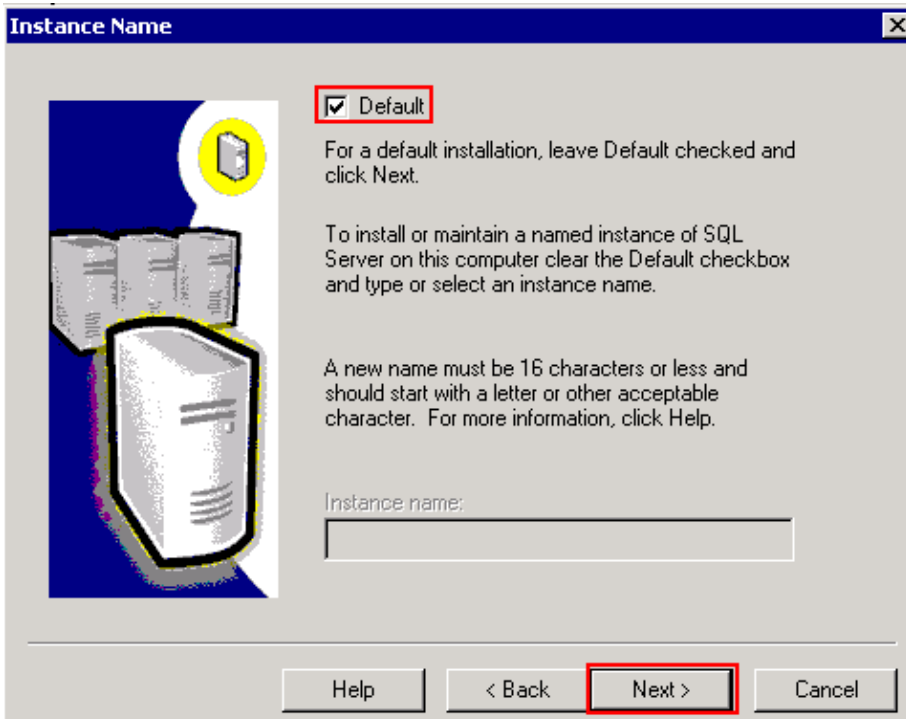 Instance Name
Default
For a default installation, leave Default checked and
click Next.
To install or maintain a named instance of SQL
Server on this computer clear the Default checkbox
and type or select an instance name.
A new name must be 16 characters or less and
should start with a letter or other acceptable
character.  For more information, click Help.
Instance name:
Help
< Back
Next >
Cancel